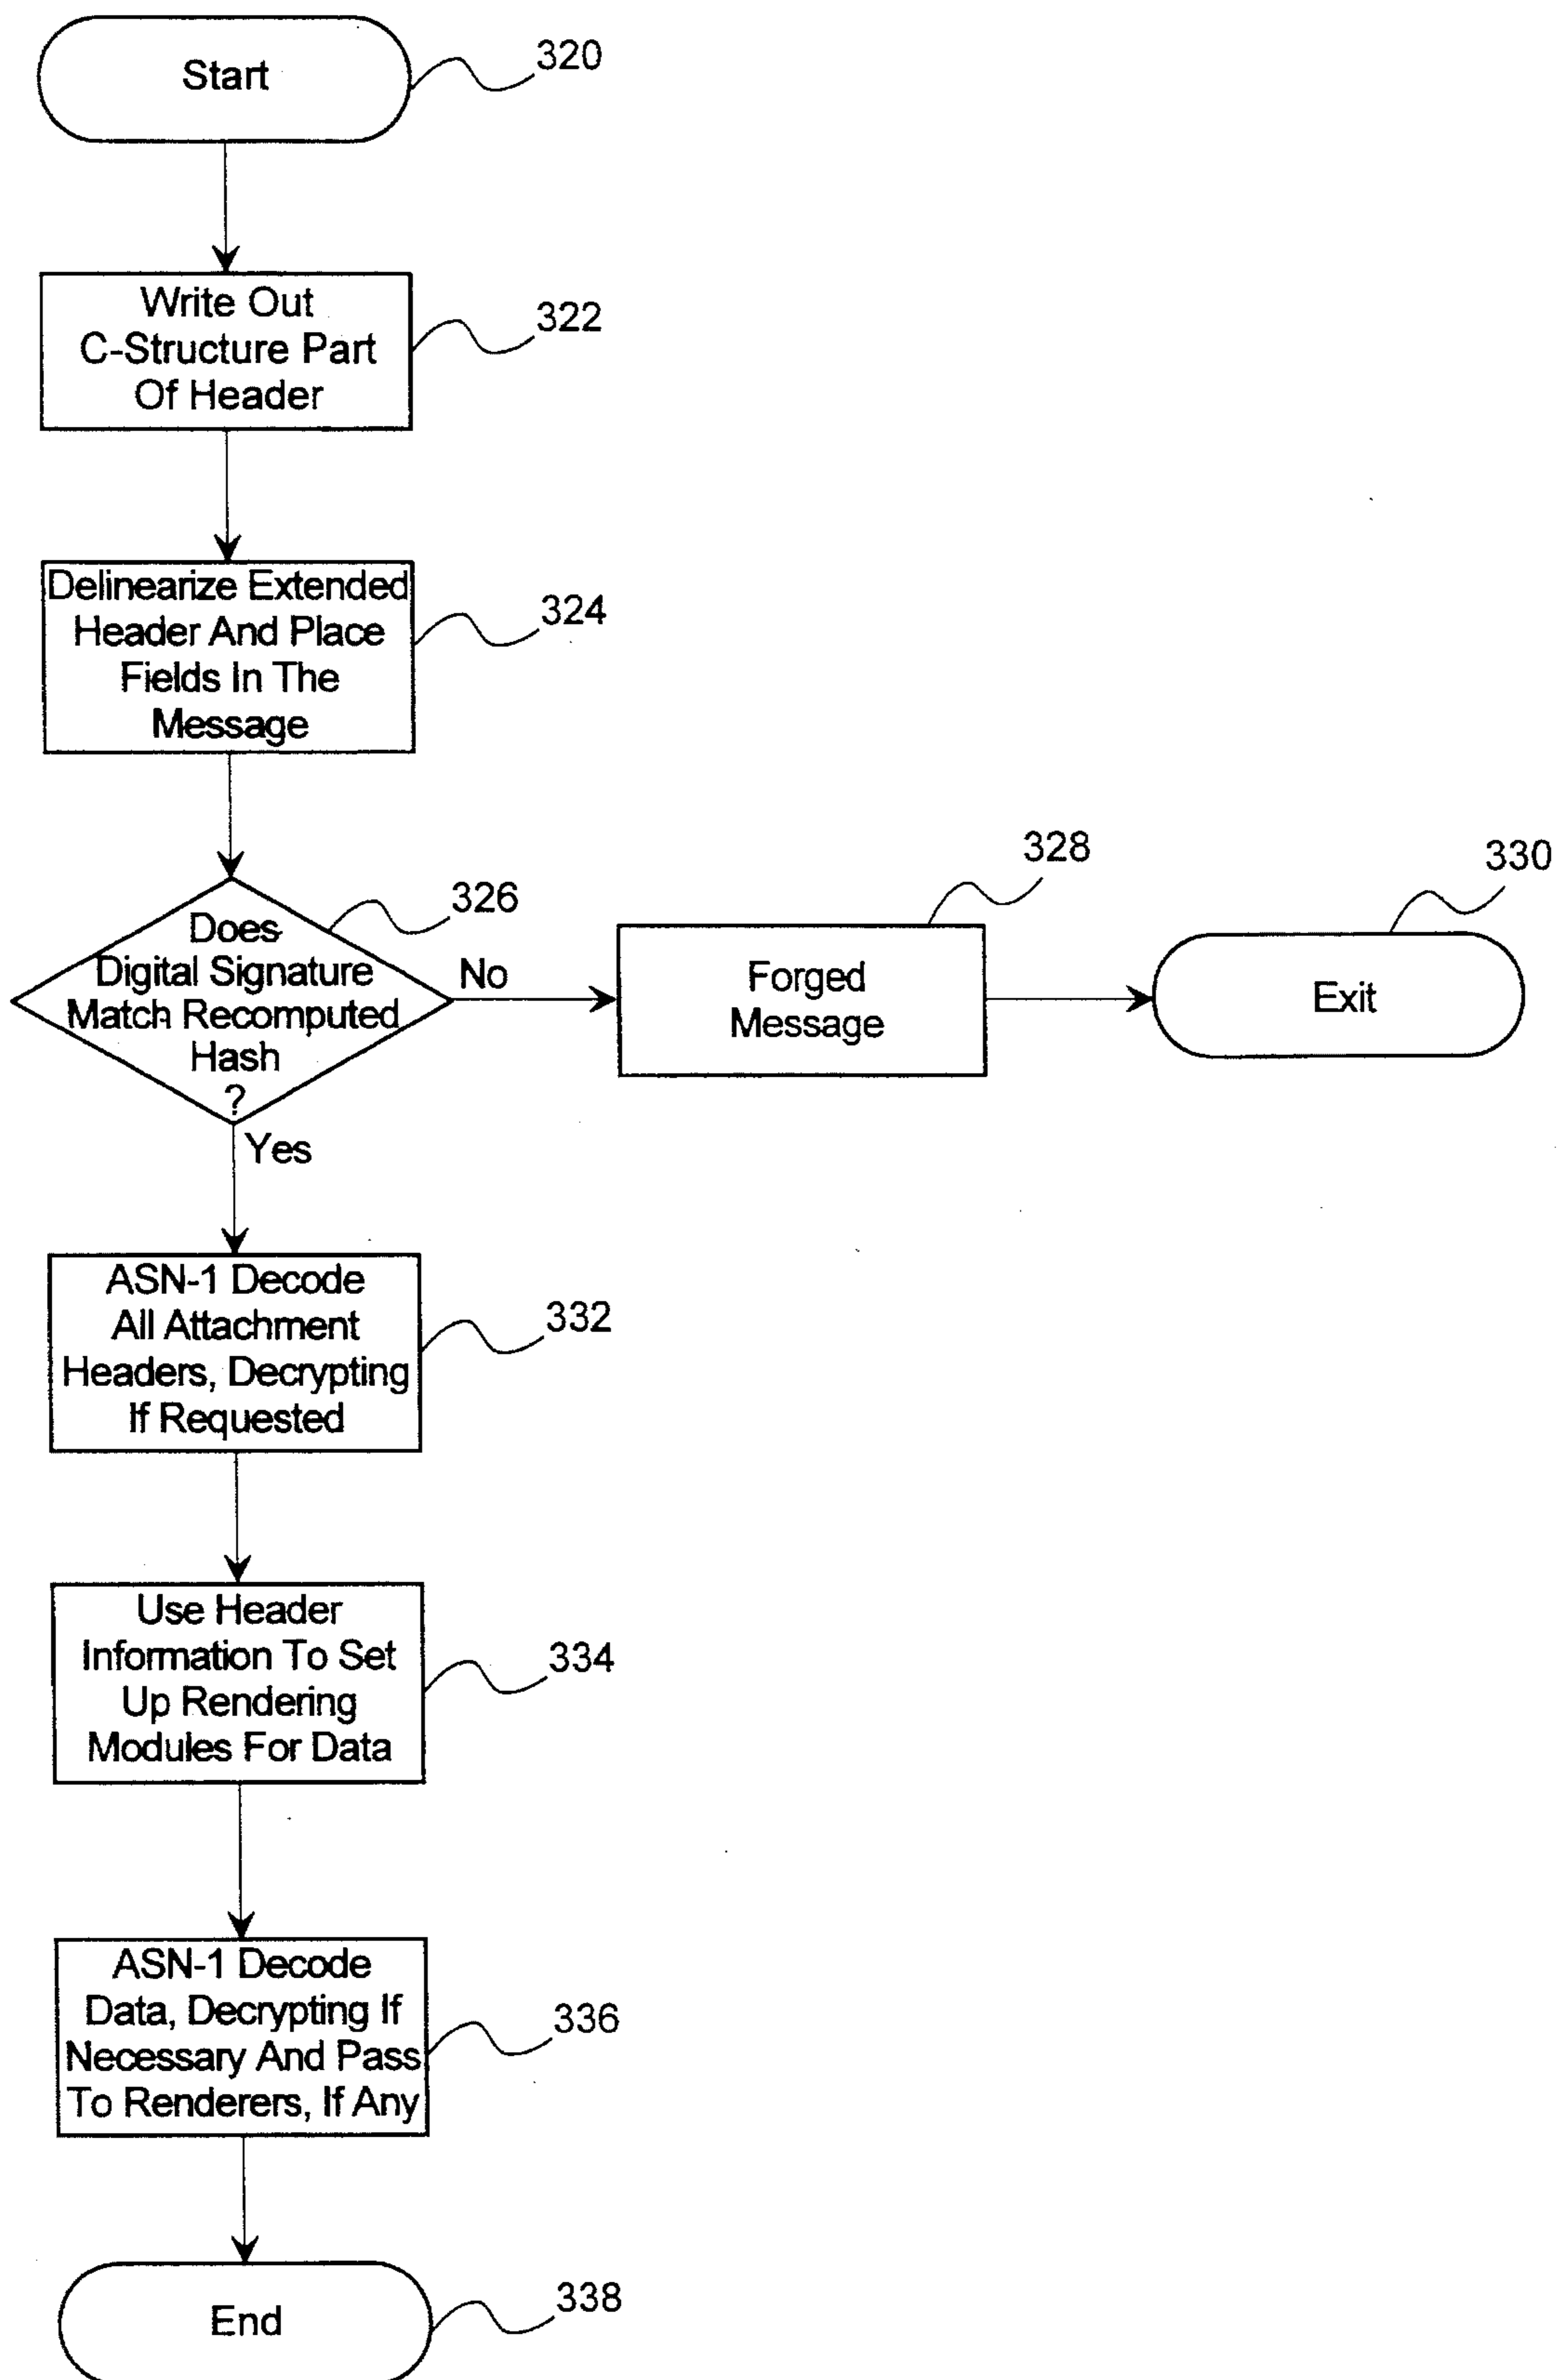 Start
320
Write Out
C-Structure Part
Of Header
322
Delinearize Extended
Header And Place
Fields In The
Message
324
Does
Digital Signature
Match Recomputed
Hash
?
326
No
Yes
Forged
Message
328
Exit
330
ASN-1 Decode
All Attachment
Headers, Decrypting
If Requested
332
Use Header
Information To Set
Up Rendering
Modules For Data
334
ASN-1 Decode
Data, Decrypting If
Necessary And Pass
To Renderers, If Any
336
End
338